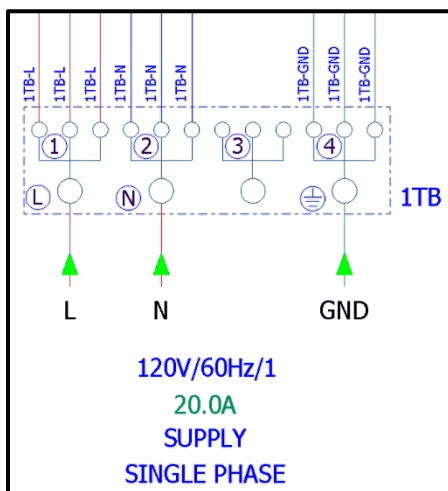 1TB-L
1TB-L
1TB-L
1TB-N
1TB-N
1TB-N
1TB-GND
1TB-GND
1TB-GND
1 2 3 4
L N 1TB
L N GND
120V/60Hz/1
20.0A
SUPPLY
SINGLE PHASE